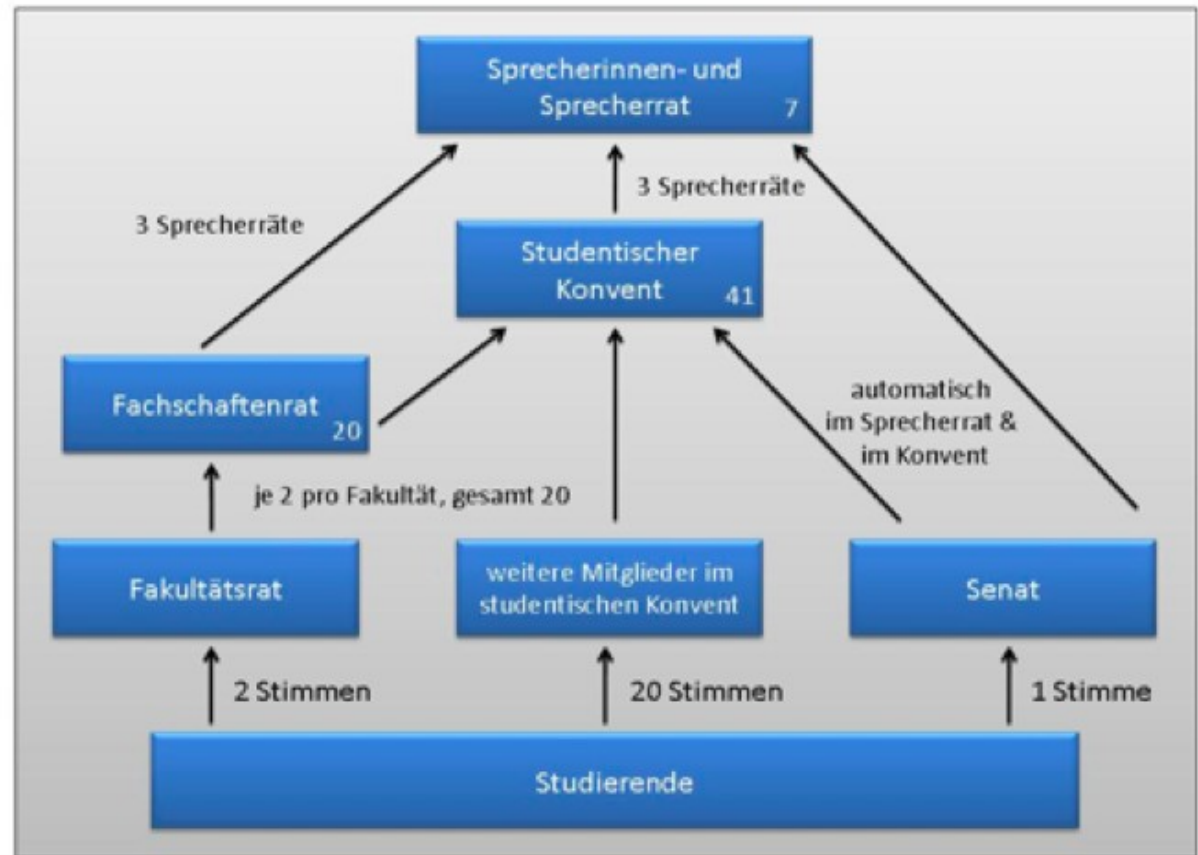 Sprecherinnen- und
Sprecherrat
7
3 Sprecherräte
3 Sprecherräte
Studentischer
Konvent
41
Fachschaftenrat
20
automatisch
im Sprecherrat &
im Konvent
je 2 pro Fakultät, gesamt 20
Fakultätsrat
weitere Mitglieder im
studentischen Konvent
Senat
2 Stimmen
20 Stimmen
1 Stimme
Studierende